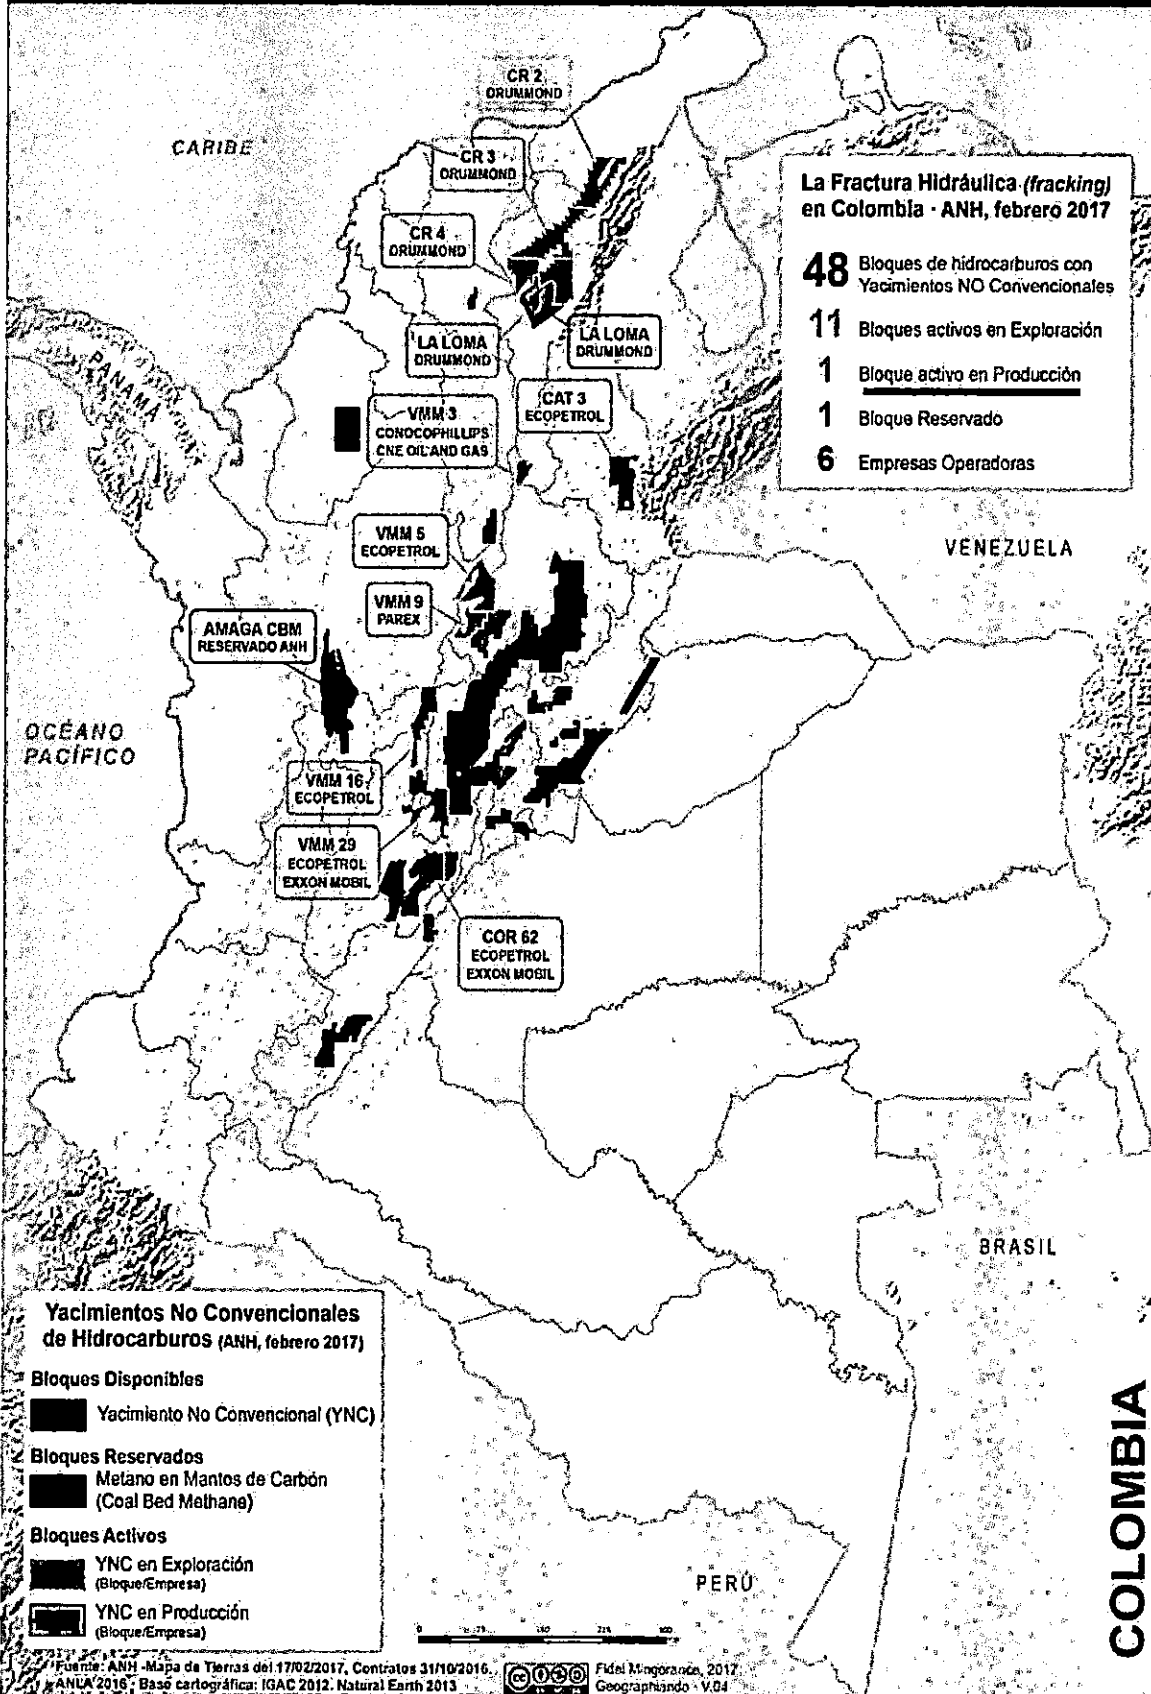 CR 2
DRUMMOND
CARIBE
CR 3
DRUMMOND
CR 4
DRUMMOND
La Fractura Hidráulica (fracking)
en Colombia · ANH, febrero 2017
48 Bloques de hidrocarburos con
Yacimientos NO Convencionales
11 Bloques activos en Exploración
1 Bloque activo en Producción
1 Bloque Reservado
6 Empresas Operadoras
LA LOMA
DRUMMOND
LA LOMA
DRUMMOND
PANAMÁ
CAT 3
ECOPETROL
VMM 3
CONOCOPHILLIPS
CNE OIL AND GAS
VMM 5
ECOPETROL
VENEZUELA
VMM 9
PAREX
AMAGA CBM
RESERVADO ANH
OCÉANO
PACÍFICO
VMM 16
ECOPETROL
VMM 29
ECOPETROL
EXXON MOBIL
COR 62
ECOPETROL
EXXON MOBIL
BRASIL
Yacimientos No Convencionales
de Hidrocarburos (ANH, febrero 2017)
Bloques Disponibles
Yacimiento No Convencional (YNC)
Bloques Reservados
Metano en Mantos de Carbón
(Coal Bed Methane)
Bloques Activos
YNC en Exploración
(Bloque/Empresa)
YNC en Producción
(Bloque/Empresa)
PERÚ
COLOMBIA
0 75
Fuente: ANH -Mapa de Tierras del 17/02/2017, Contratos 31/10/2016,
ANLA 2016; Base cartográfica: IGAC 2012. Natural Earth 2013
cc
Fidel Mingorance, 2017
Geographiando - V.04